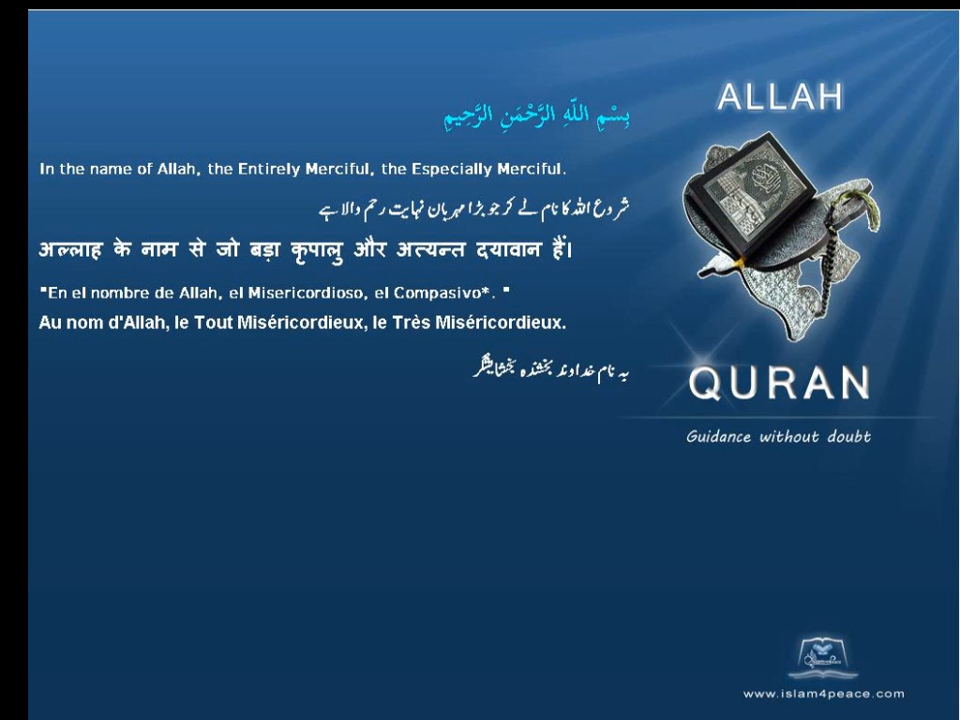 بِسْمِ اللّهِ الرَّحْمَنِ الرَّحِيمِ
In the name of Allah, the Entirely Merciful, the Especially Merciful.
شروع اللہ کا نام لے کر جو بڑا مہربان نہایت رحم والا ہے
अल्लाह के नाम से जो बड़ा कृपालु और अत्यन्त दयावान हैं।
"En el nombre de Allah, el Misericordioso, el Compasivo*. "
Au nom d'Allah, le Tout Miséricordieux, le Très Miséricordieux.
به نام خداوند بخشنده بخشایشگر
ALLAH
QURAN
Guidance without doubt
www.islam4peace.com